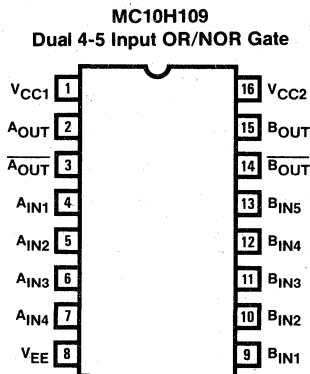 MC10H109
Dual 4-5 Input OR/NOR Gate
VCC1 1 16 VCC2
AOUT 2 15 BOUT
AOUT 3 14 BOUT
AIN1 4 13 BIN5
AIN2 5 12 BIN4
AIN3 6 11 BIN3
AIN4 7 10 BIN2
VEE 8 9 BIN1